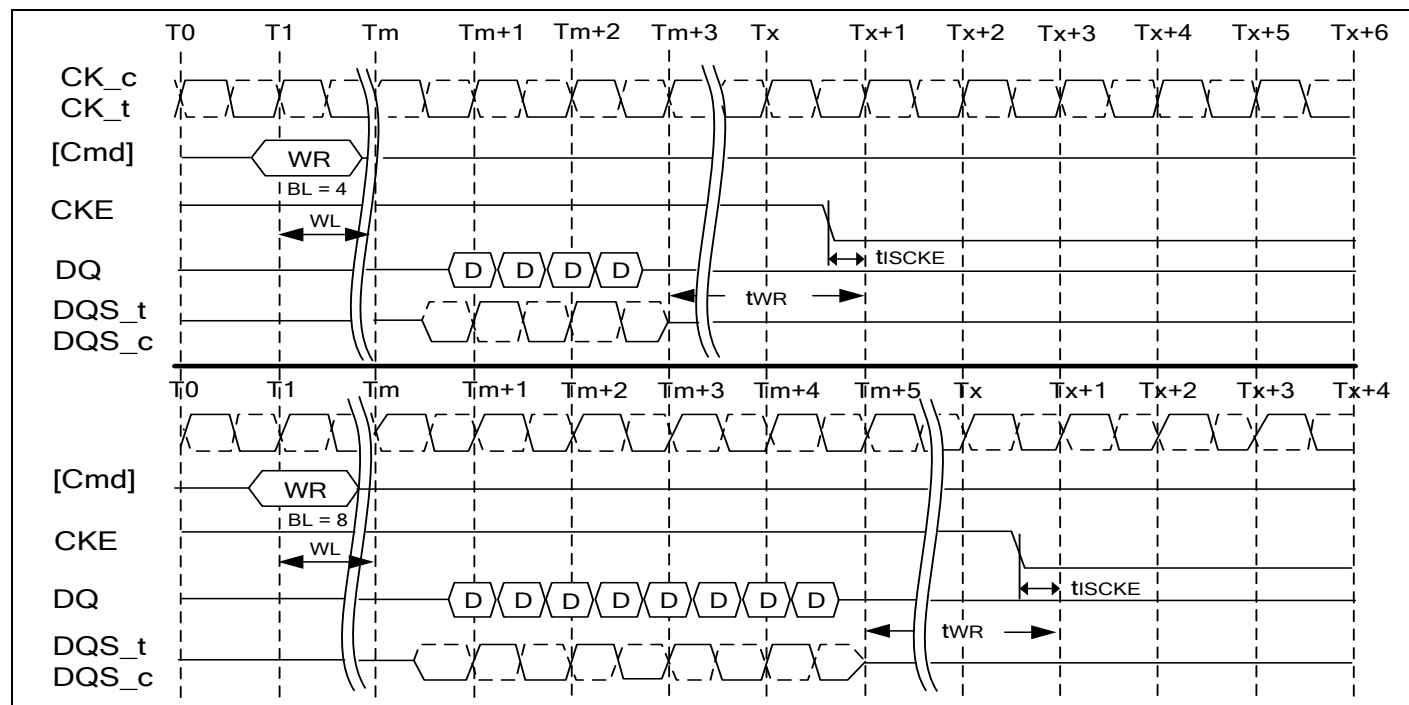 T0 T1 Tm Tm+1 Tm+2 Tm+3 Tx Tx+1 Tx+2 Tx+3 Tx+4 Tx+5 Tx+6
CK_c
CK_t
[Cmd] WR
BL = 4
CKE
WL
tISCKE
DQ D D D D
tWR
DQS_t
DQS_c
T0 T1 Tm Tm+1 Tm+2 Tm+3 Tm+4 Tm+5 Tx Tx+1 Tx+2 Tx+3 Tx+4
[Cmd] WR
BL = 8
CKE
WL
tISCKE
DQ D D D D D D D D
tWR
DQS_t
DQS_c